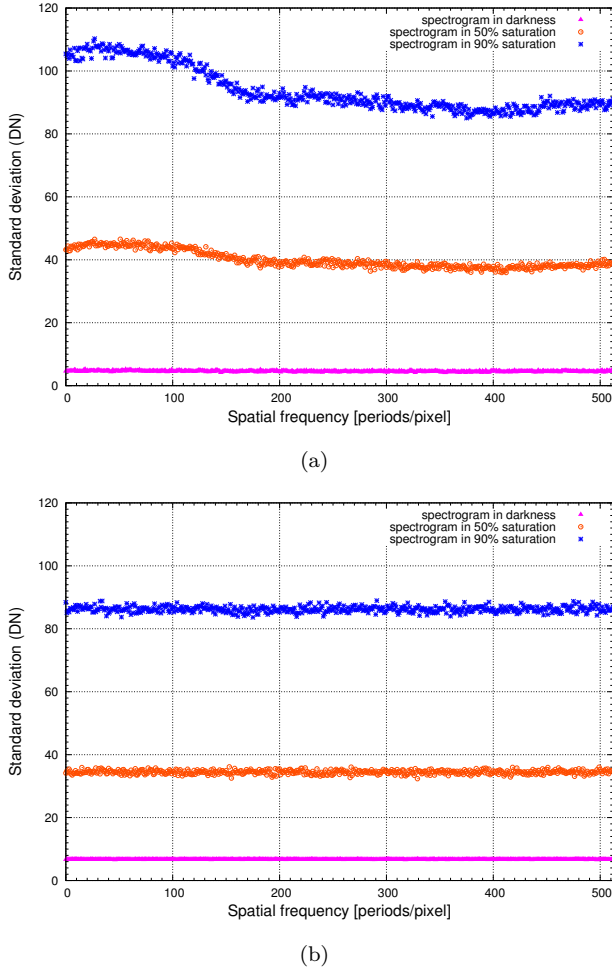 120
100
80
60
40
20
0
0 100 200 300 400 500
Standard deviation (DN)
Spatial frequency [periods/pixel]
spectrogram in darkness
spectrogram in 50% saturation
spectrogram in 90% saturation
(a)
120
100
80
60
40
20
0
0 100 200 300 400 500
Standard deviation (DN)
Spatial frequency [periods/pixel]
spectrogram in darkness
spectrogram in 50% saturation
spectrogram in 90% saturation
(b)